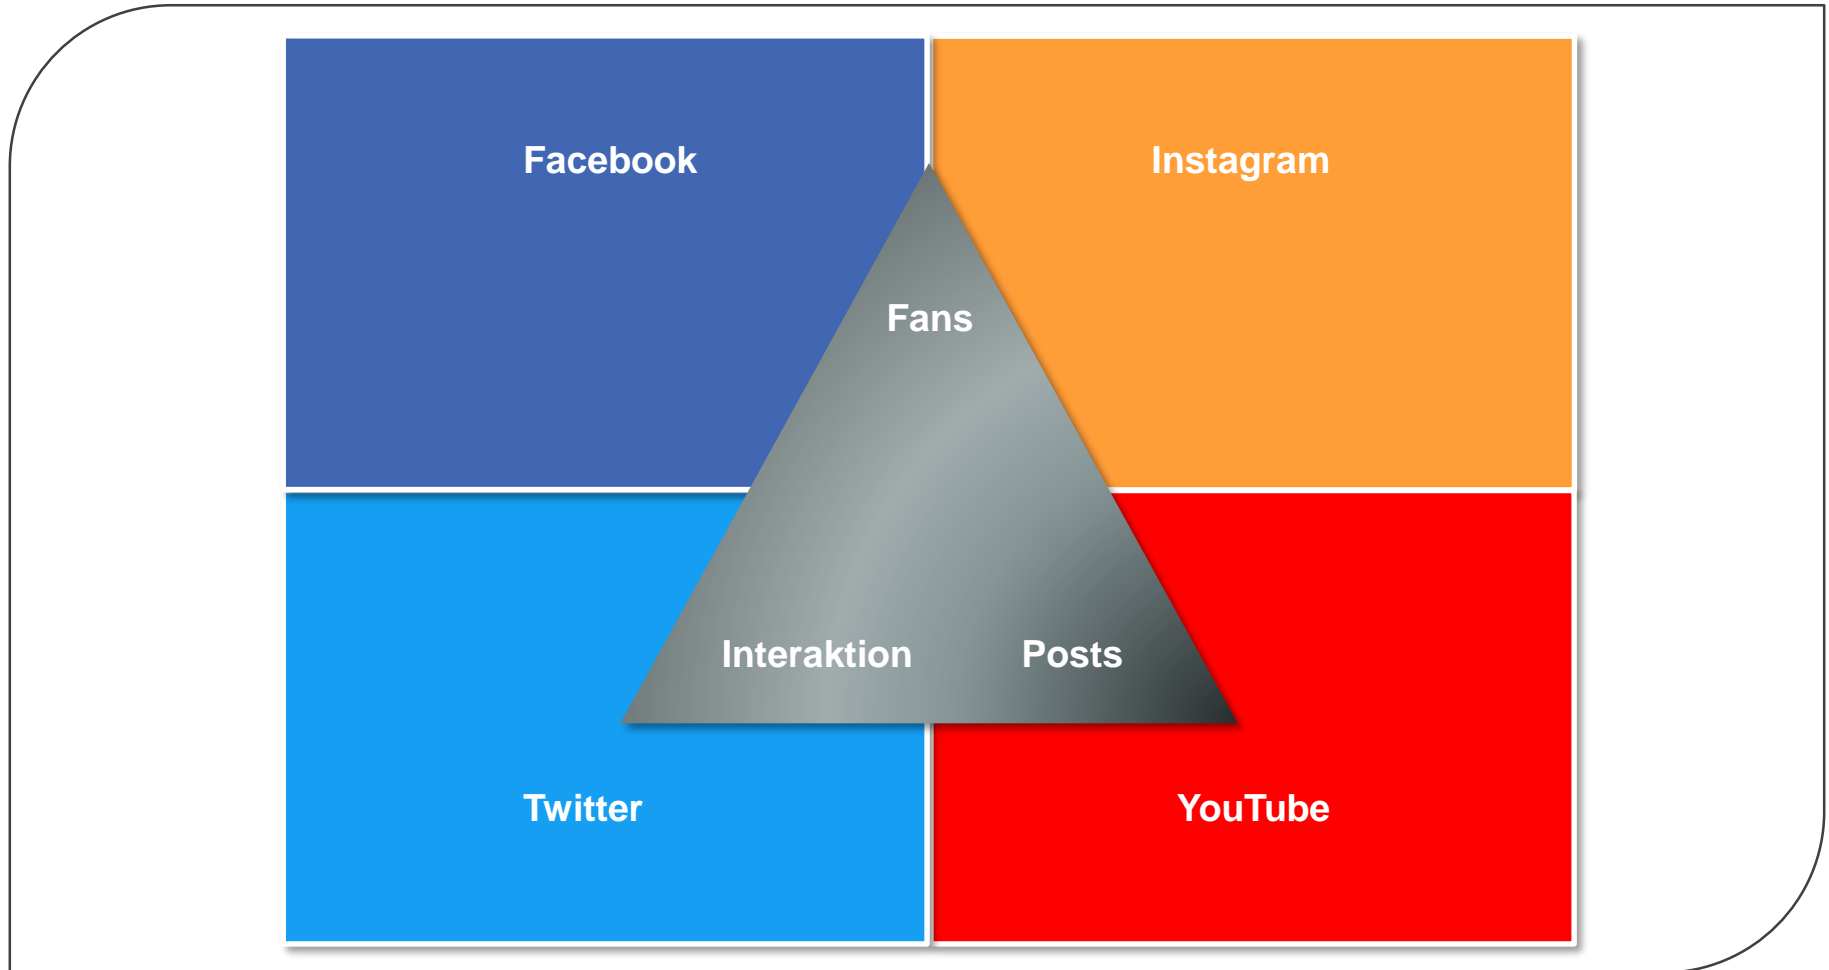 Facebook
Instagram
Fans
Interaktion
Posts
Twitter
YouTube